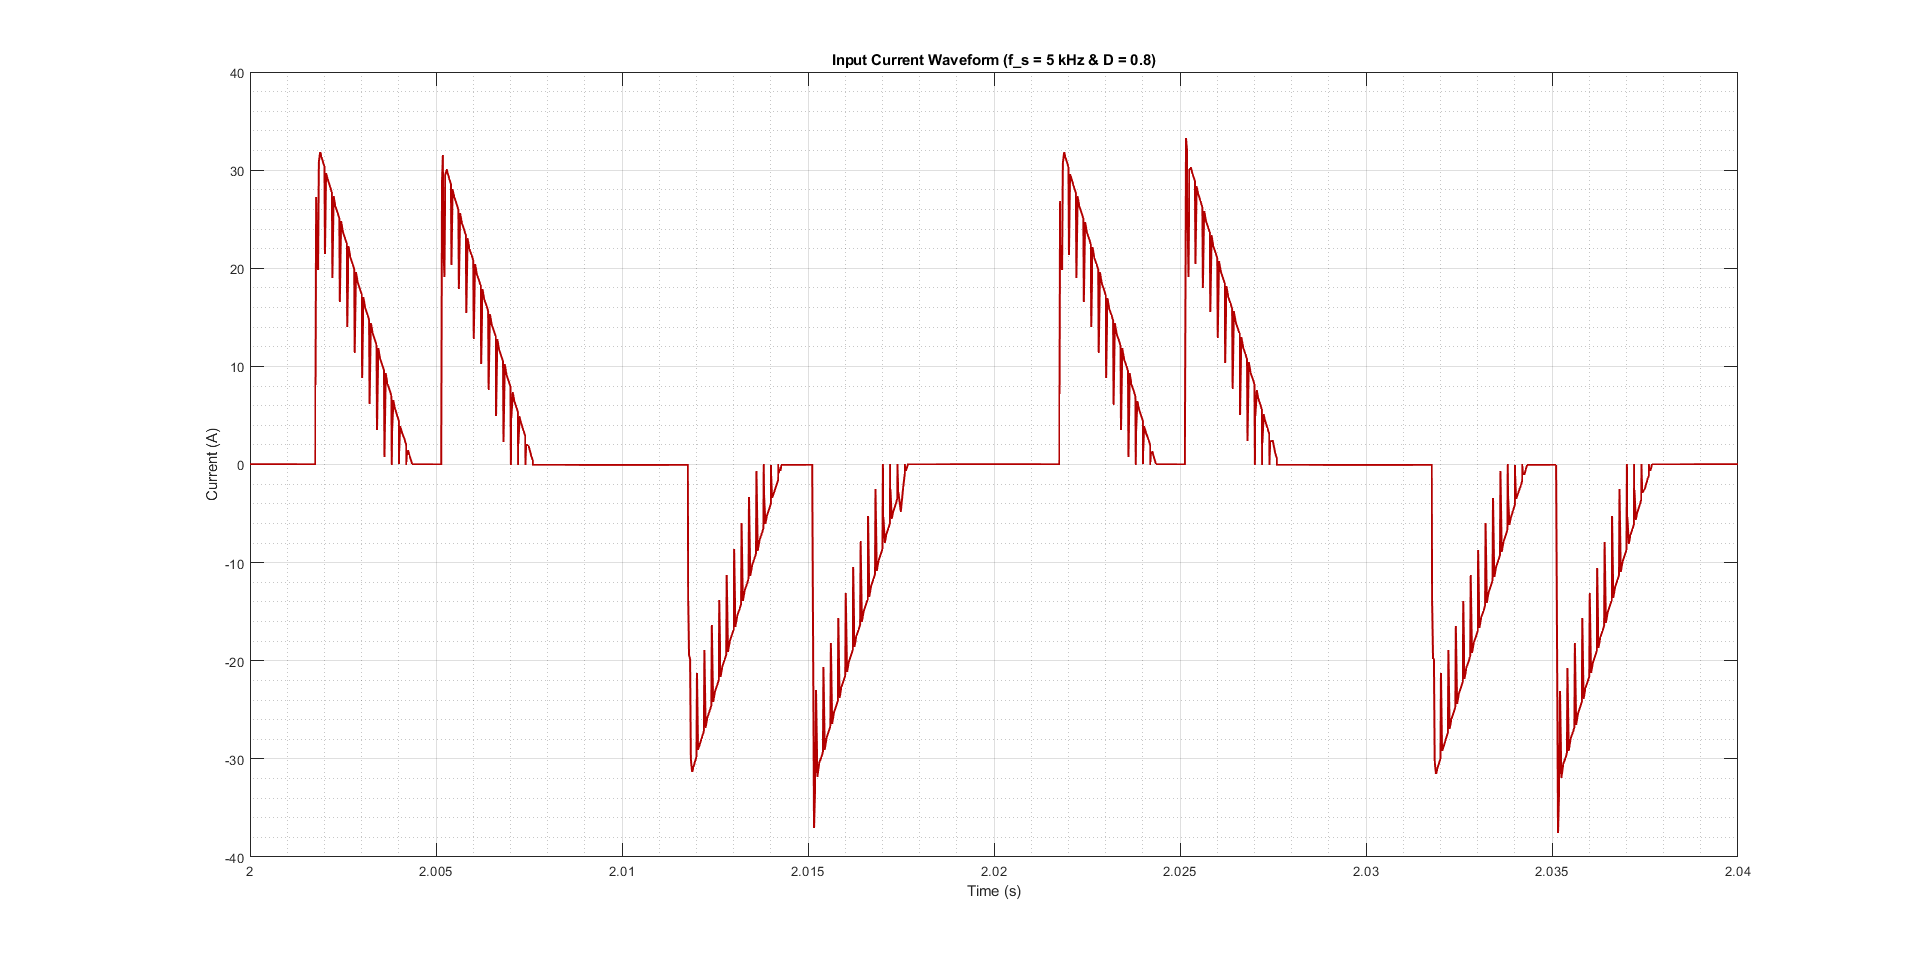 Input Current Waveform (f_s = 5 kHz & D = 0.8)
40
30
20
10
0
-10
-20
-30
-40
Current (A)
2 2.005 2.01 2.015 2.02 2.025 2.03 2.035 2.04
Time (s)